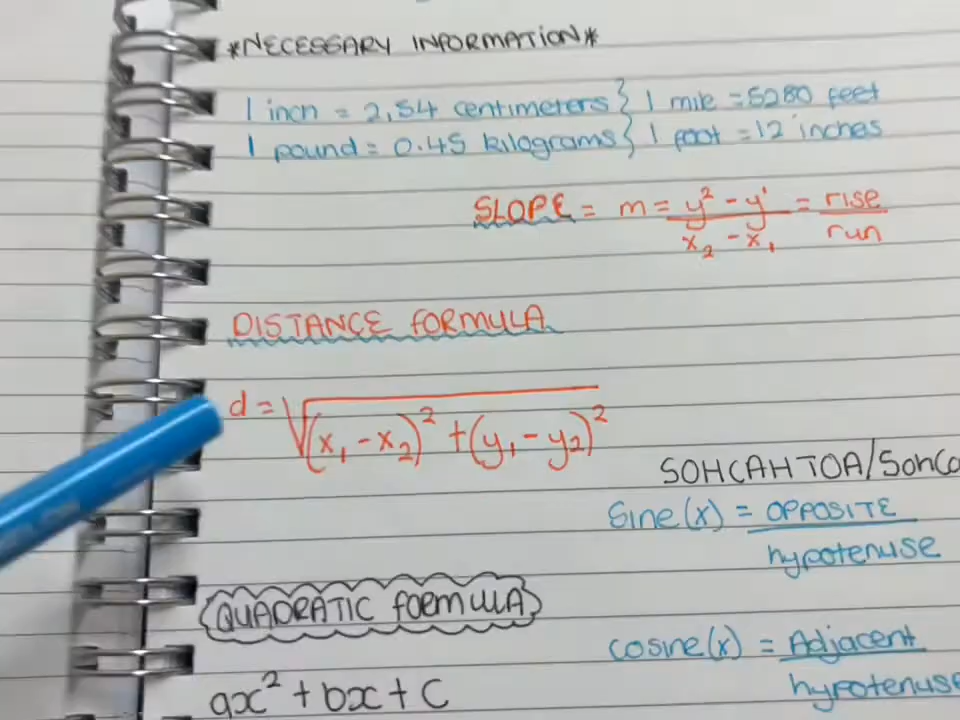 *NECESSARY INFORMATION*
1 inch = 2,54 centimeters } 1 mile = 5280 feet
1 pound = 0.45 kilograms } 1 foot = 12 inches
SLOPE = m = y² - y¹ = rise
x₂ - x₁ run
DISTANCE FORMULA
d = √(x₁ - x₂)² + (y₁ - y₂)²
SOHCAHTOA/SohCa
Sine(x) = OPPOSITE
hypotenuse
QUADRATIC FORMULA
cosine(x) = Adjacent
hypotenuse
ax² + bx + C